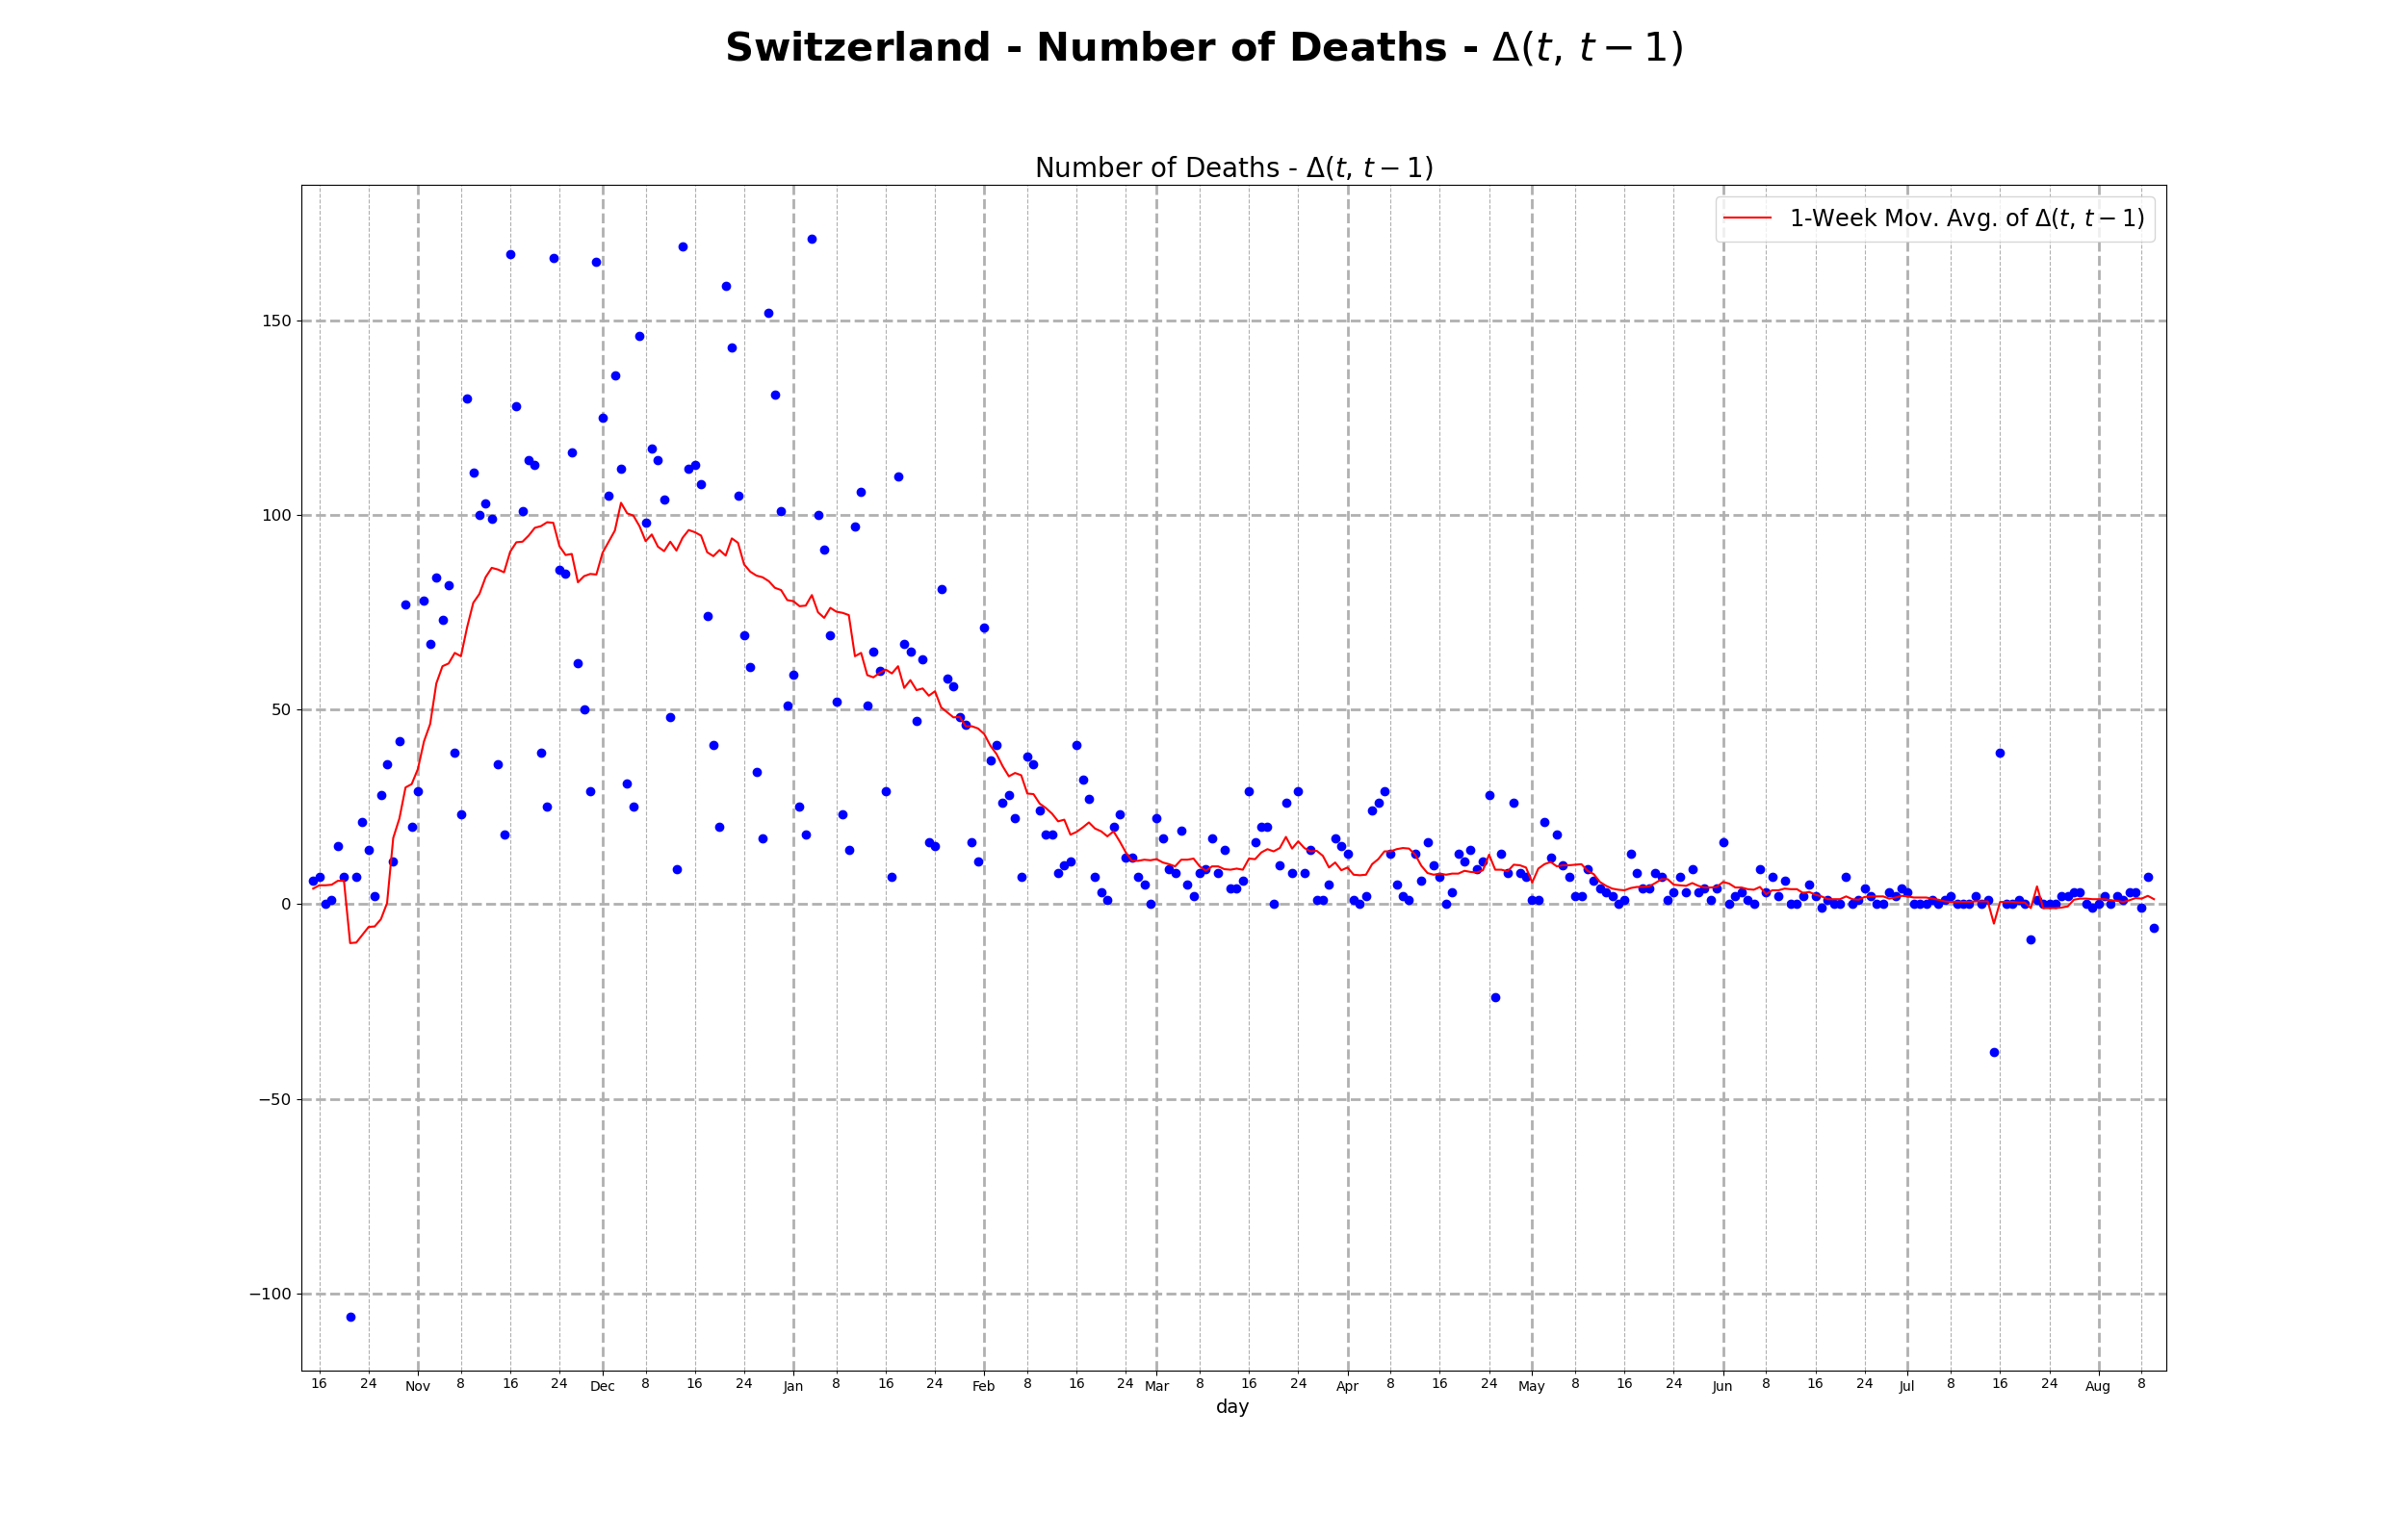 Switzerland - Number of Deaths - Δ(t, t − 1)
Number of Deaths - Δ(t, t − 1)
1-Week Mov. Avg. of Δ(t, t − 1)
150
100
50
0
−50
−100
16 24 Nov 8 16 24 Dec 8 16 24 Jan 8 16 24 Feb 8 16 24 Mar 8 16 24 Apr 8 16 24 May 8 16 24 Jun 8 16 24 Jul 8 16 24 Aug 8
day